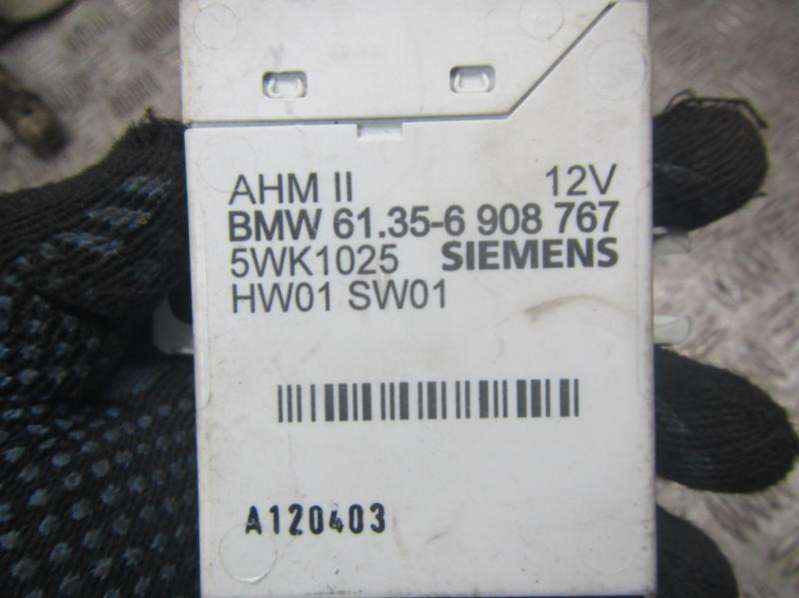 AHM II 12V
BMW 61.35-6 908 767
5WK1025 SIEMENS
HW01 SW01
A120403